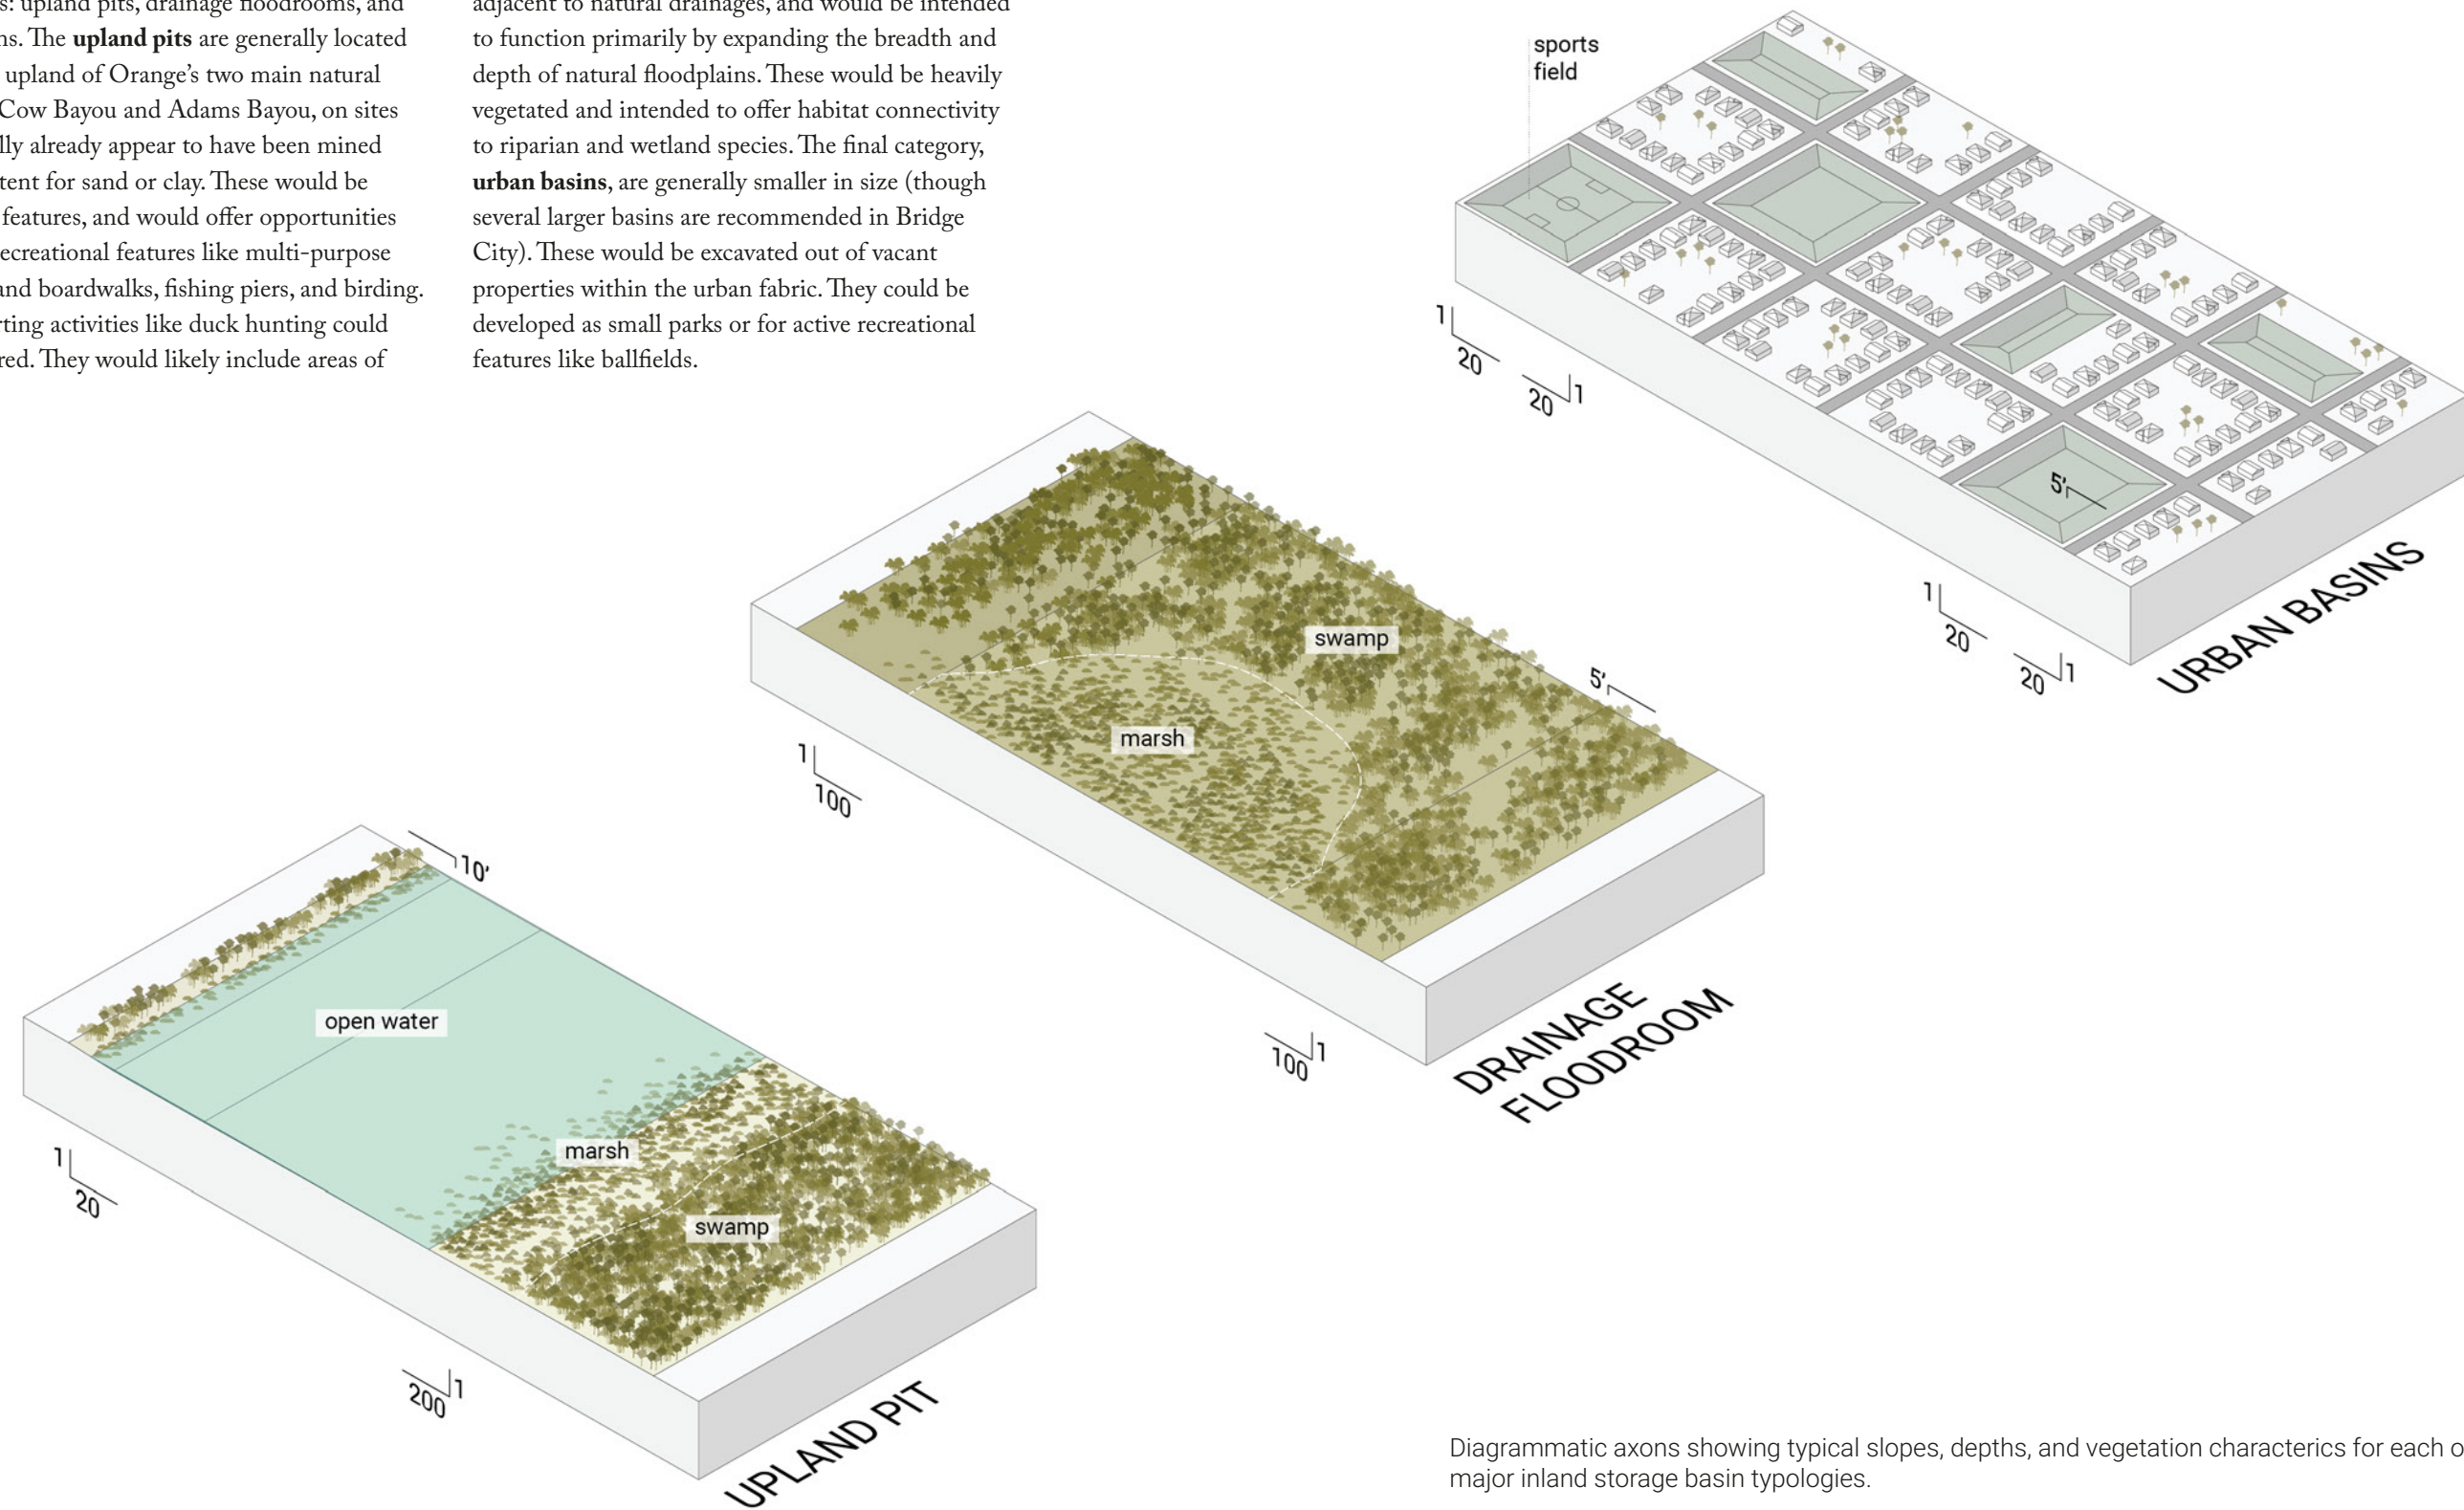 s: upland pits, drainage floodrooms, and
ns. The upland pits are generally located
upland of Orange's two main natural
Cow Bayou and Adams Bayou, on sites
lly already appear to have been mined
tent for sand or clay. These would be
features, and would offer opportunities
ecreational features like multi-purpose
and boardwalks, fishing piers, and birding.
rting activities like duck hunting could
red. They would likely include areas of
adjacent to natural drainages, and would be intended
to function primarily by expanding the breadth and
depth of natural floodplains. These would be heavily
vegetated and intended to offer habitat connectivity
to riparian and wetland species. The final category,
urban basins, are generally smaller in size (though
several larger basins are recommended in Bridge
City). These would be excavated out of vacant
properties within the urban fabric. They could be
developed as small parks or for active recreational
features like ballfields.
sports
field
1
20
20
1
5'
1
20
20
1
URBAN BASINS
swamp
5'
marsh
1
100
100
1
DRAINAGE
FLOODROOM
10'
open water
marsh
swamp
1
20
200
1
UPLAND PIT
Diagrammatic axons showing typical slopes, depths, and vegetation characterics for each o
major inland storage basin typologies.